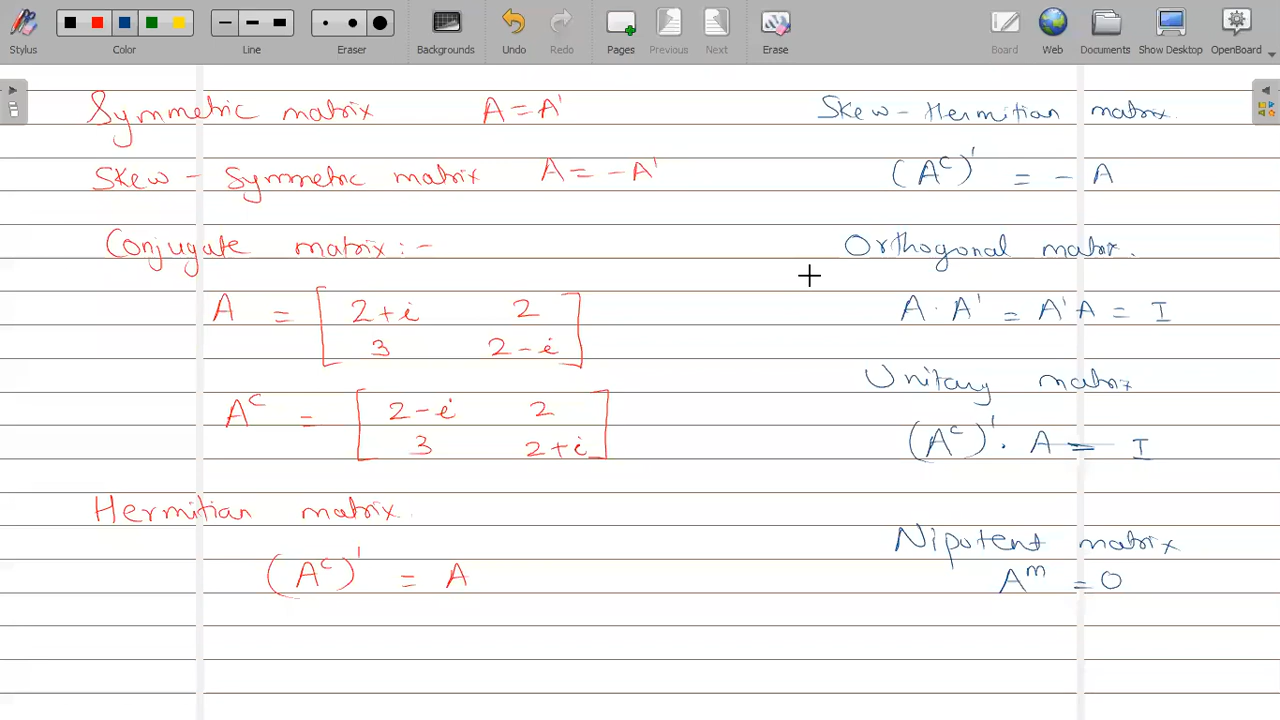 Stylus Color Line Eraser Backgrounds Undo Redo Pages Previous Next Erase Board Web Documents Show Desktop OpenBoard
Symmetric matrix A = A'
Skew - Symmetric matrix A = - A'
Conjugate matrix :-
A = [ 2+i 2
3 2-i ]
A^c = [ 2-i 2
3 2+i ]
Hermitian matrix.
(A^c)' = A
Skew - Hermitian matrix.
(A^c)' = - A
Orthogonal matrix.
A . A' = A'A = I
Unitary matrix
(A^c)' . A = I
Nipotent matrix
A^m = 0